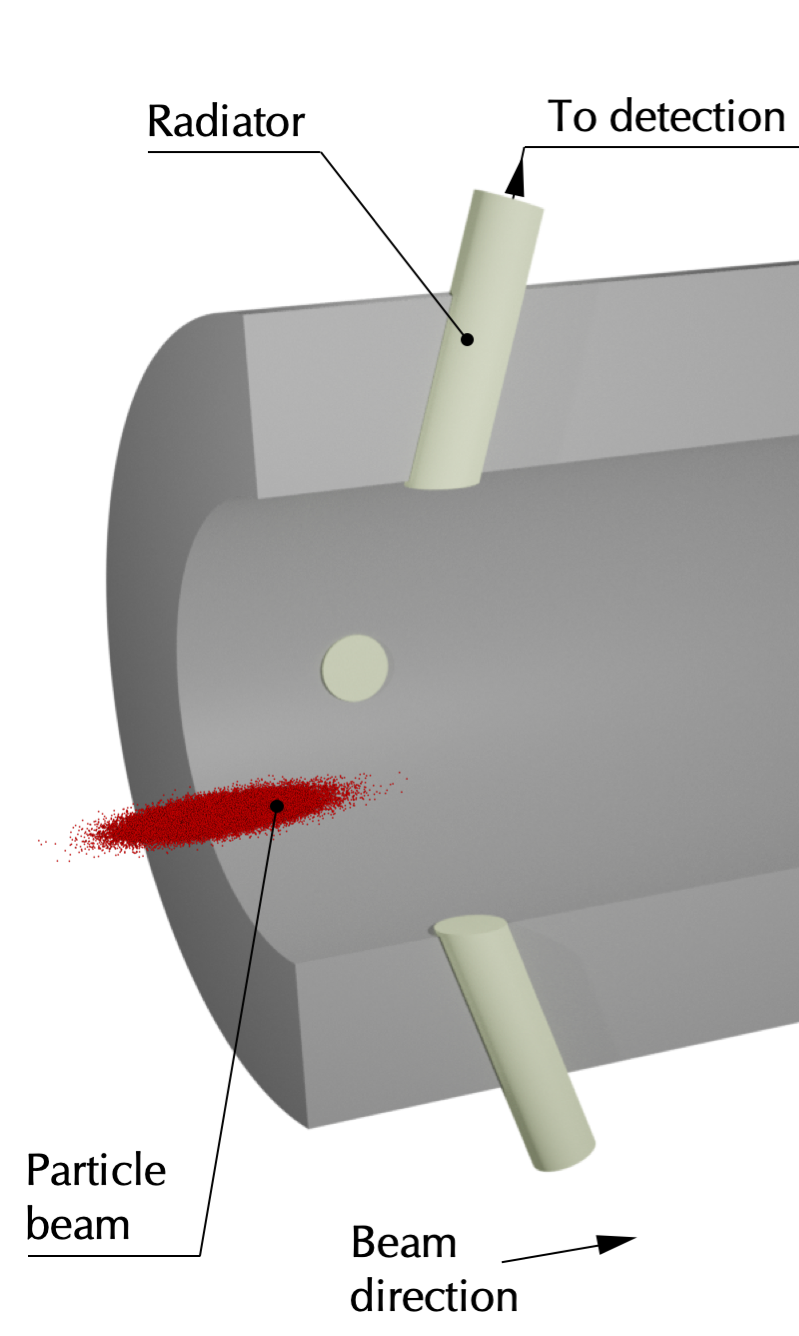 Radiator
To detection
Particle
beam
Beam
direction